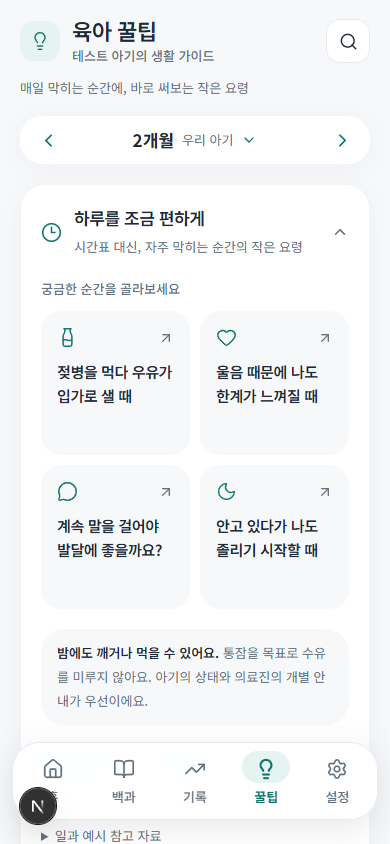 육아 꿀팁
테스트 아기의 생활 가이드
매일 막히는 순간에, 바로 써보는 작은 요령
2개월 우리 아기
하루를 조금 편하게
시간표 대신, 자주 막히는 순간의 작은 요령
궁금한 순간을 골라보세요
젖병을 먹다 우유가
입가로 샐 때
울음 때문에 나도
한계가 느껴질 때
계속 말을 걸어야
발달에 좋을까요?
안고 있다가 나도
졸리기 시작할 때
밤에도 깨거나 먹을 수 있어요. 통잠을 목표로 수유
를 미루지 않아요. 아기의 상태와 의료진의 개별 안
내가 우선이에요.
N
백과
기록
꿀팁
설정
일과 예시 참고 자료